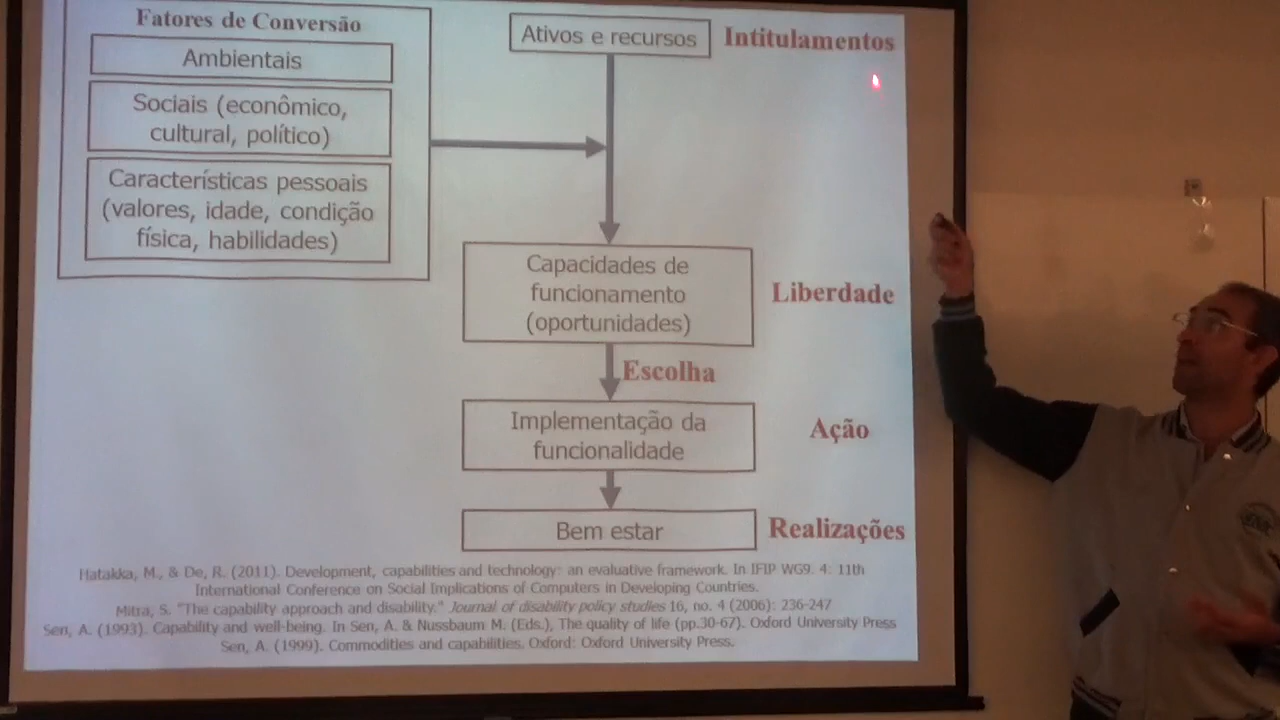 Fatores de Conversão
Ambientais
Sociais (econômico,
cultural, político)
Características pessoais
(valores, idade, condição
física, habilidades)
Ativos e recursos
Intitulamentos
Capacidades de
funcionamento
(oportunidades)
Liberdade
Escolha
Implementação da
funcionalidade
Ação
Bem estar
Realizações
Hatakka, M., & De, R. (2011). Development, capabilities and technology: an evaluative framework. In IFIP WG9. 4: 11th
International Conference on Social Implications of Computers in Developing Countries.
Mitra, S. "The capability approach and disability." Journal of disability policy studies 16, no. 4 (2006): 236-247
Sen, A. (1993). Capability and well-being. In Sen, A. & Nussbaum M. (Eds.), The quality of life (pp.30-67). Oxford University Press
Sen, A. (1999). Commodities and capabilities. Oxford: Oxford University Press.